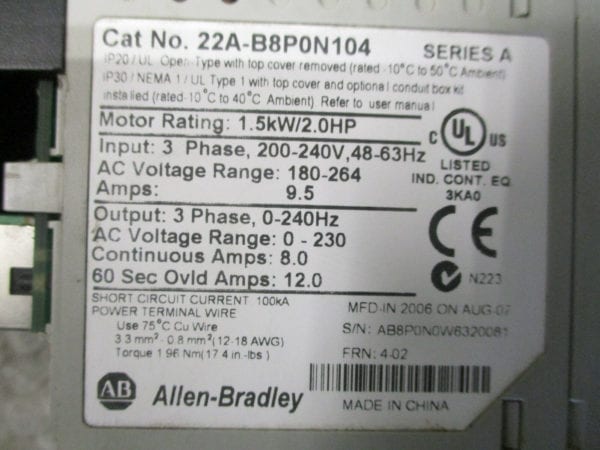 Cat No. 22A-B8P0N104 SERIES A
IP20 / UL Open Type with top cover removed (rated -10°C to 50°C Ambient)
IP30 / NEMA 1 / UL Type 1 with top cover and optional conduit box kit
installed (rated -10°C to 40°C Ambient) Refer to user manual
Motor Rating: 1.5kW/2.0HP
Input: 3 Phase, 200-240V,48-63Hz
AC Voltage Range: 180-264
Amps: 9.5
C UL US
LISTED
IND. CONT. EQ
3KA0
Output: 3 Phase, 0-240Hz
AC Voltage Range: 0 - 230
Continuous Amps: 8.0
60 Sec Ovld Amps: 12.0
CE
N223
SHORT CIRCUIT CURRENT 100kA
POWER TERMINAL WIRE
Use 75°C Cu Wire
3.3 mm² - 0.8 mm² (12-18 AWG)
Torque 1.96 Nm (17.4 in.-lbs )
MFD-IN 2006 ON AUG-07
S/N: AB8P0N0W6320081
FRN: 4.02
AB Allen-Bradley
MADE IN CHINA